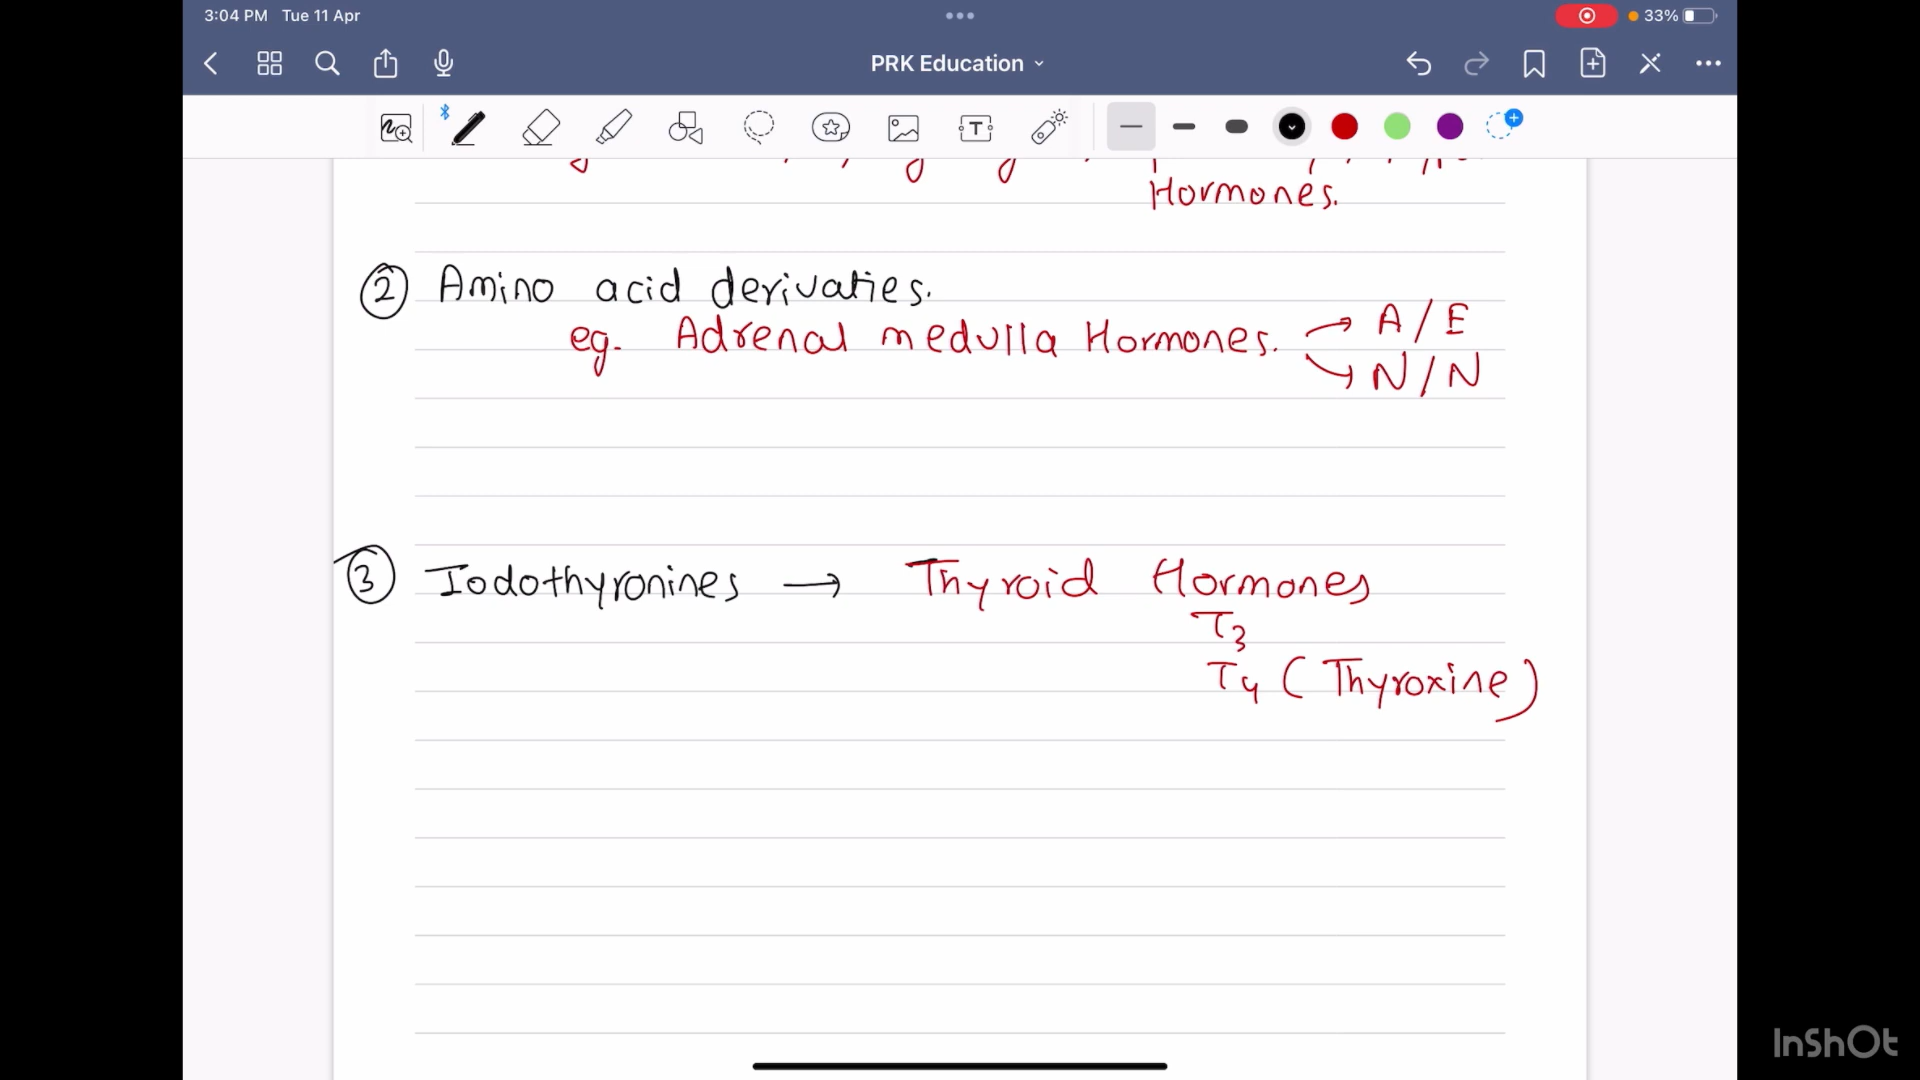 3:04 PM Tue 11 Apr
33%
PRK Education
T
Hormones.
② Amino acid derivaties.
eg. Adrenal medulla Hormones. → A/E
→ N/N
③ Iodothyronines → Thyroid Hormones
T3
T4 (Thyroxine)
InShOt